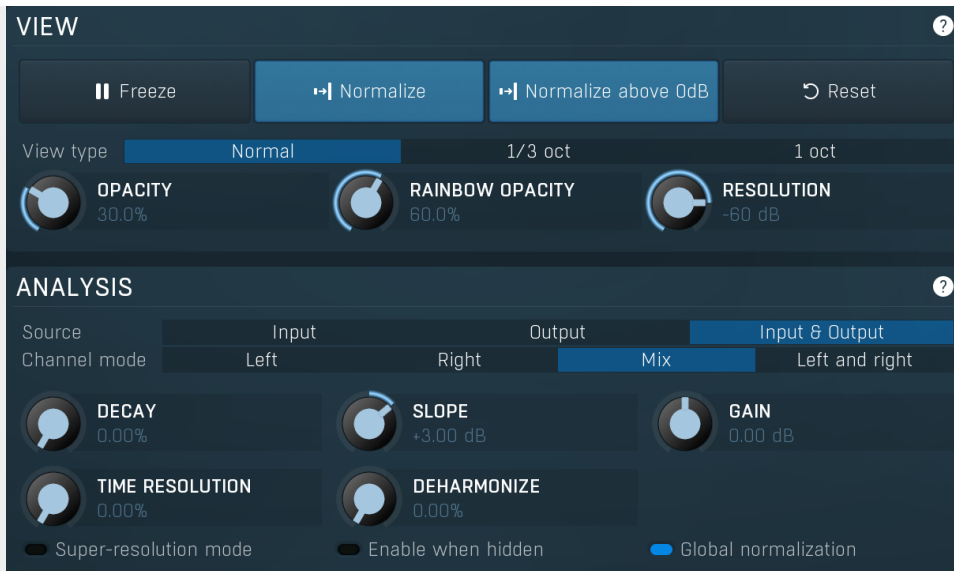 VIEW ?
Freeze Normalize Normalize above 0dB Reset
View type Normal 1/3 oct 1 oct
OPACITY RAINBOW OPACITY RESOLUTION
30.0% 60.0% -60 dB
ANALYSIS ?
Source Input Output Input & Output
Channel mode Left Right Mix Left and right
DECAY SLOPE GAIN
0.00% +3.00 dB 0.00 dB
TIME RESOLUTION DEHARMONIZE
0.00% 0.00%
Super-resolution mode Enable when hidden Global normalization